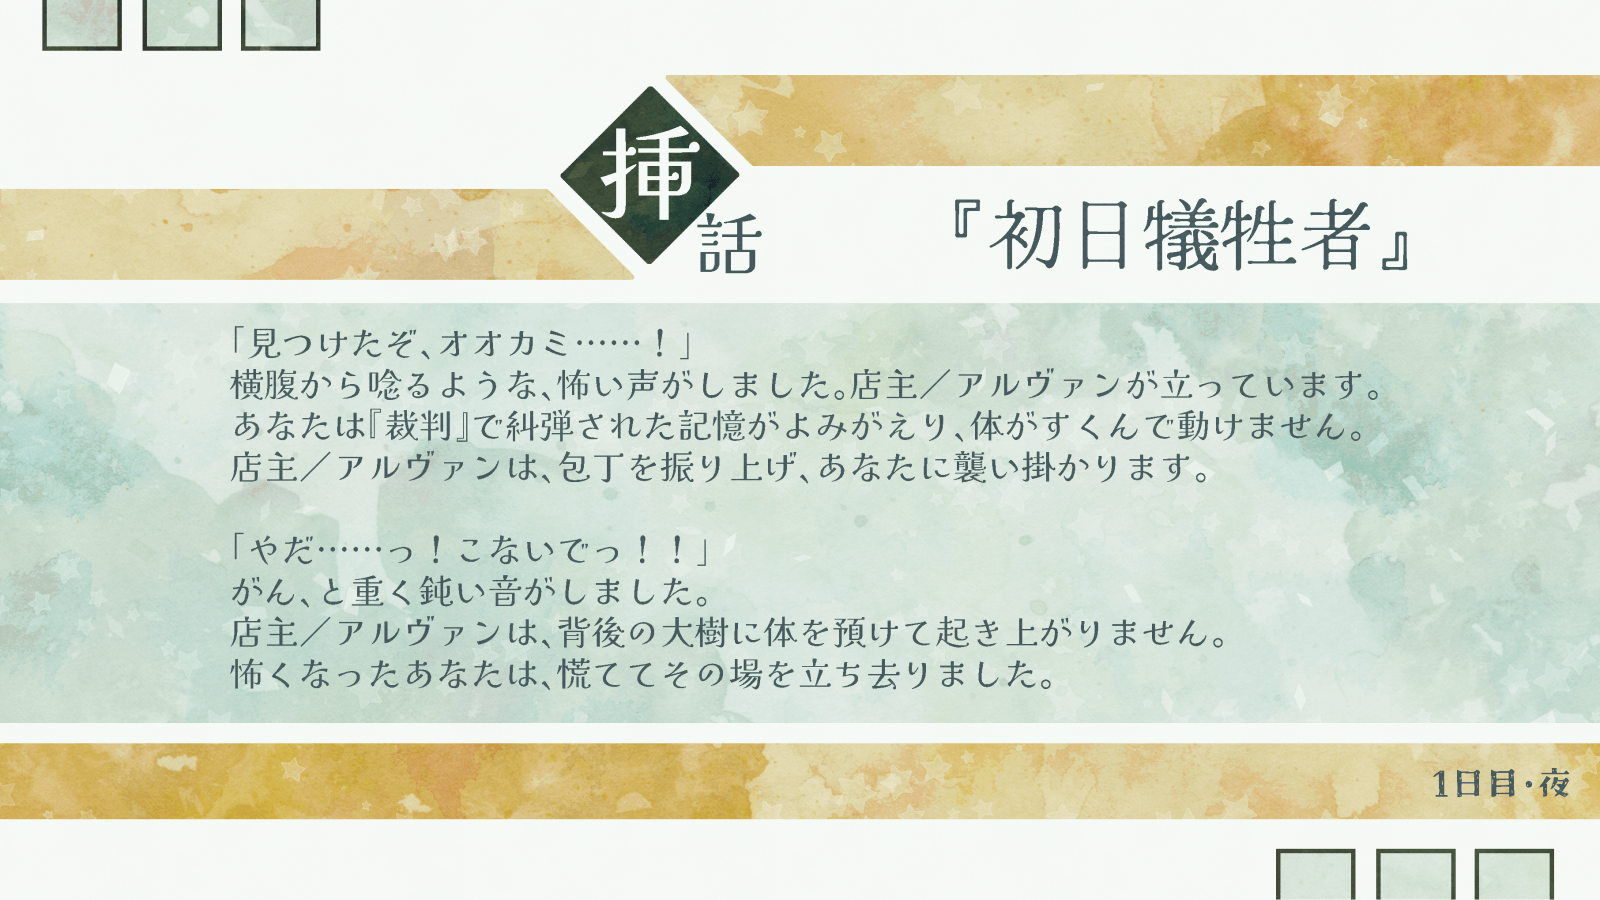 挿話
『初日犠牲者』
「見つけたぞ、オオカミ……！」
横腹から唸るような、怖い声がしました。店主／アルヴァンが立っています。
あなたは『裁判』で糾弾された記憶がよみがえり、体がすくんで動けません。
店主／アルヴァンは、包丁を振り上げ、あなたに襲い掛かります。
「やだ……っ！こないでっ！！」
がん、と重く鈍い音がしました。
店主／アルヴァンは、背後の大樹に体を預けて起き上がりません。
怖くなったあなたは、慌ててその場を立ち去りました。
1日目・夜